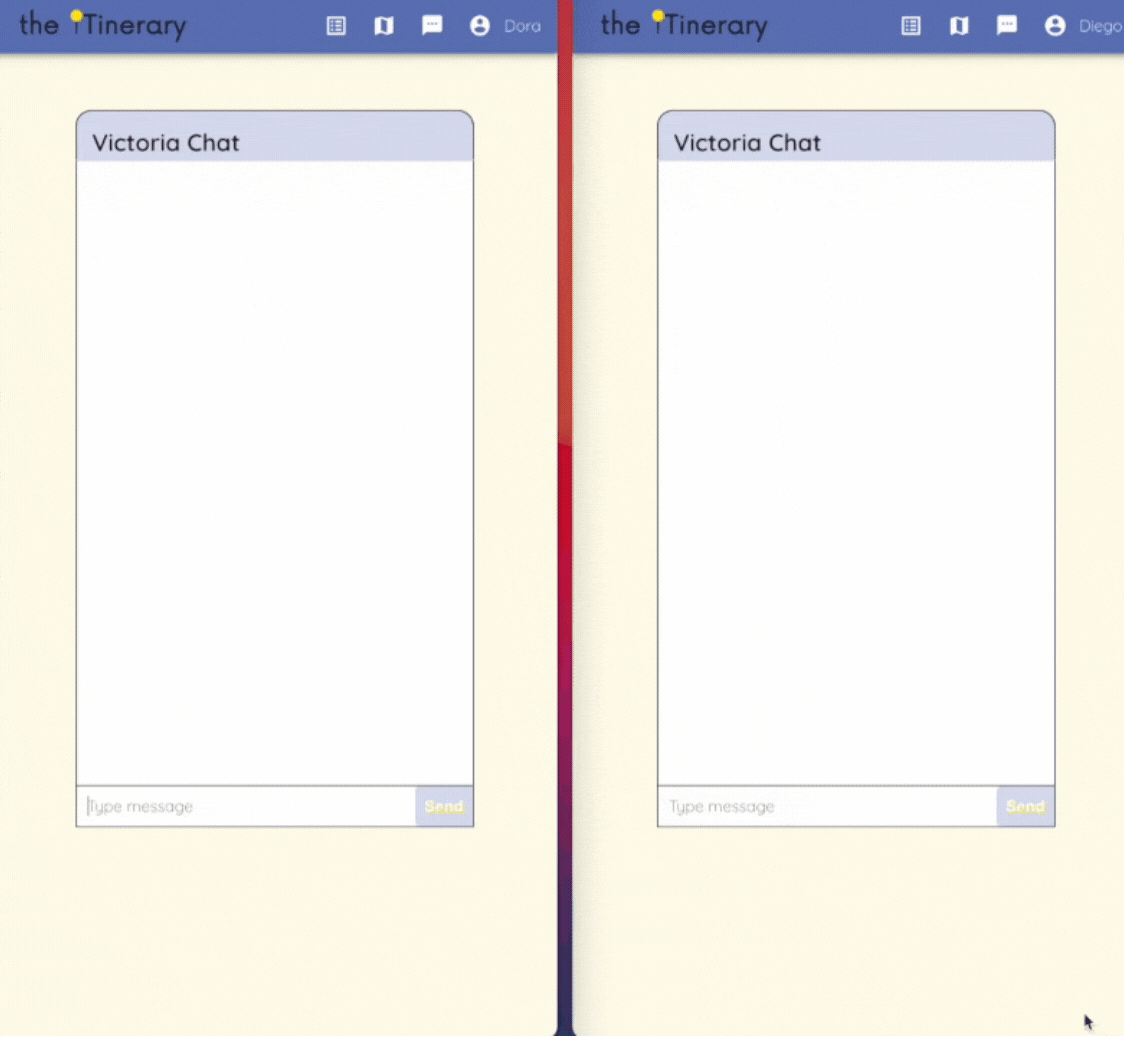 the iTinerary Dora
Victoria Chat
Type message Send
the iTinerary Diego
Victoria Chat
Type message Send